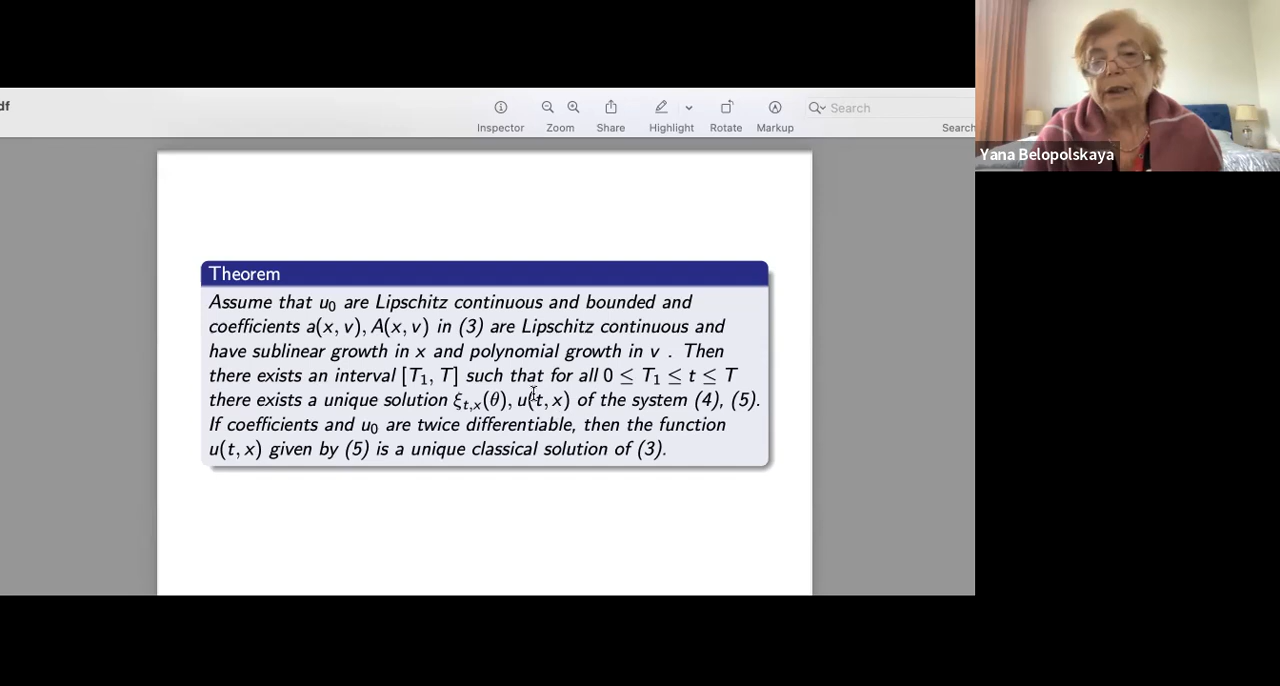 df
Inspector Zoom Share Highlight Rotate Markup Search
Search
Yana Belopolskaya
Theorem
Assume that u₀ are Lipschitz continuous and bounded and
coefficients a(x, v), A(x, v) in (3) are Lipschitz continuous and
have sublinear growth in x and polynomial growth in v . Then
there exists an interval [T₁, T] such that for all 0 ≤ T₁ ≤ t ≤ T
there exists a unique solution ξₜ,ₓ(θ), u(t, x) of the system (4), (5).
If coefficients and u₀ are twice differentiable, then the function
u(t, x) given by (5) is a unique classical solution of (3).